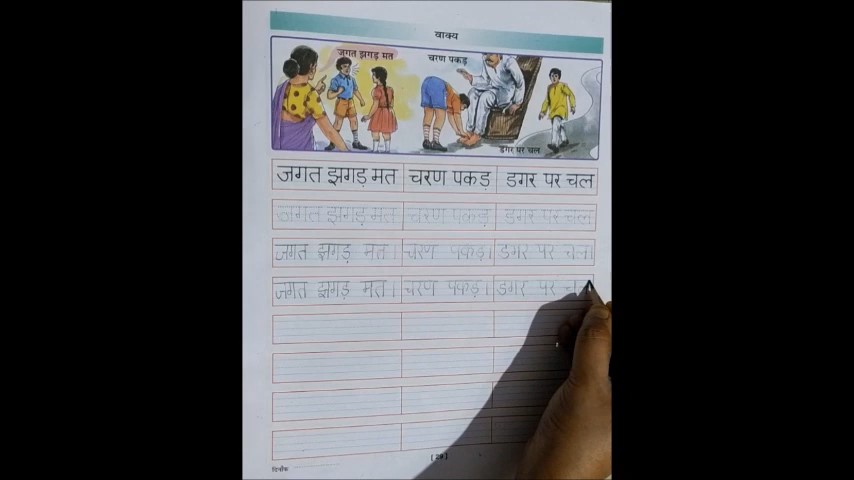 वाक्य
जगत झगड़ मत
चरण पकड़
डगर पर चल
जगत झगड़ मत चरण पकड़ डगर पर चल
जगत झगड़ मत चरण पकड़ डगर पर चल
जगत झगड़ मत। चरण पकड़। डगर पर चल।
जगत झगड़ मत। चरण पकड़। डगर पर चल
[ 29 ]
दिनाँक